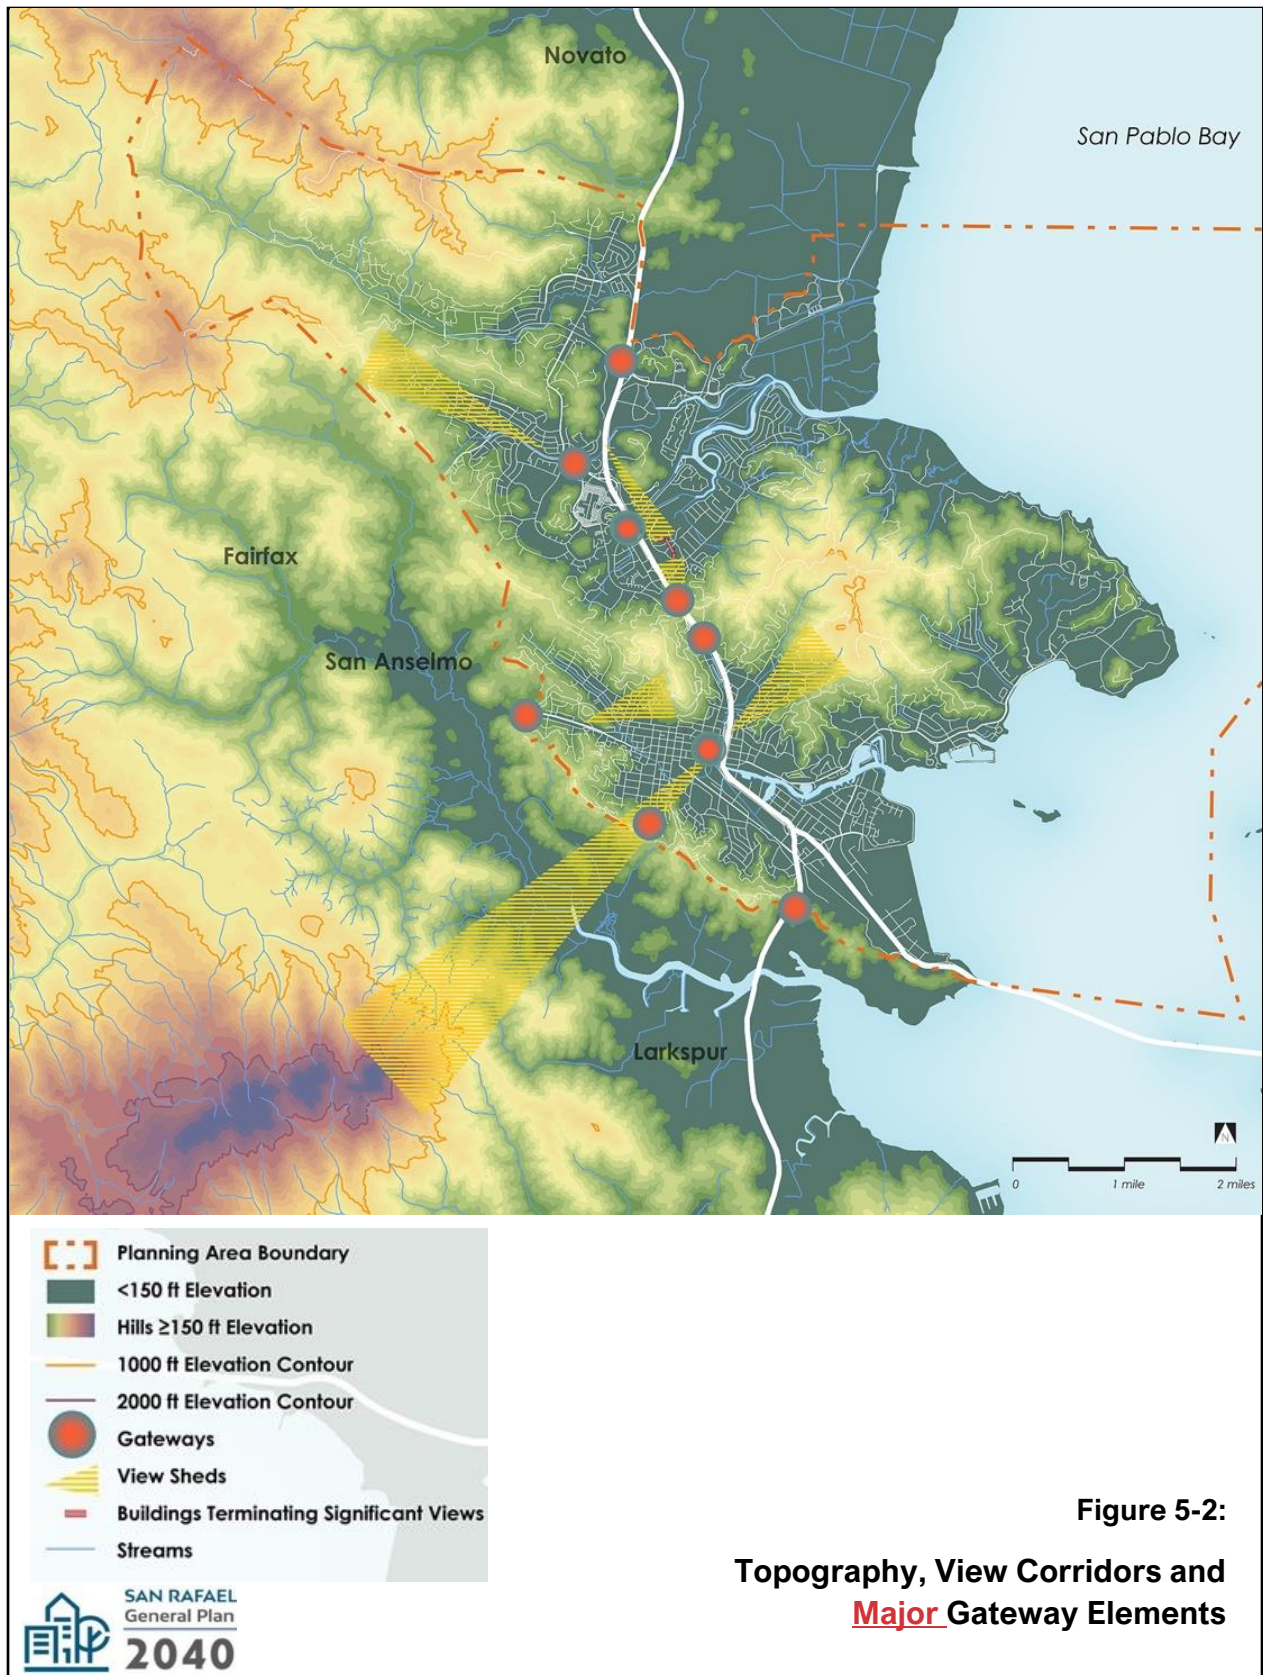 Novato
San Pablo Bay
Fairfax
San Anselmo
Larkspur
N
0 1 mile 2 miles
Planning Area Boundary
<150 ft Elevation
Hills ≥150 ft Elevation
1000 ft Elevation Contour
2000 ft Elevation Contour
Gateways
View Sheds
Buildings Terminating Significant Views
Streams
Figure 5-2:
Topography, View Corridors and
Major Gateway Elements
SAN RAFAEL
General Plan
2040